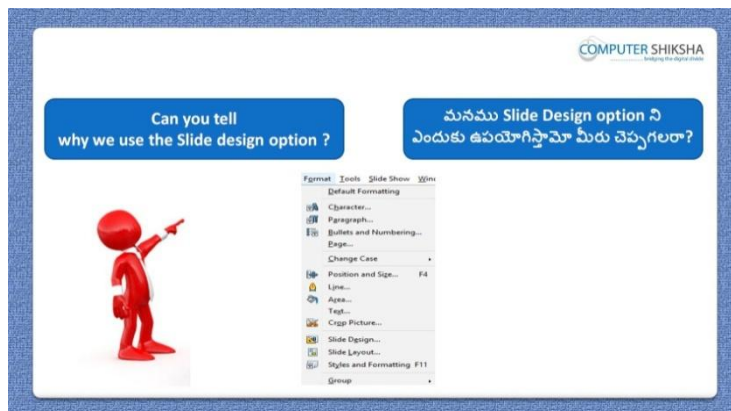 COMPUTER SHIKSHA
bridging the digital divide
Can you tell
why we use the Slide design option ?
మనము Slide Design option ని
ఎందుకు ఉపయోగిస్తామో మీరు చెప్పగలరా?
Format Tools Slide Show Win
Default Formatting
Character...
Paragraph...
Bullets and Numbering...
Page...
Change Case
Position and Size... F4
Line...
Area...
Text...
Crop Picture...
Slide Design...
Slide Layout...
Styles and Formatting F11
Group